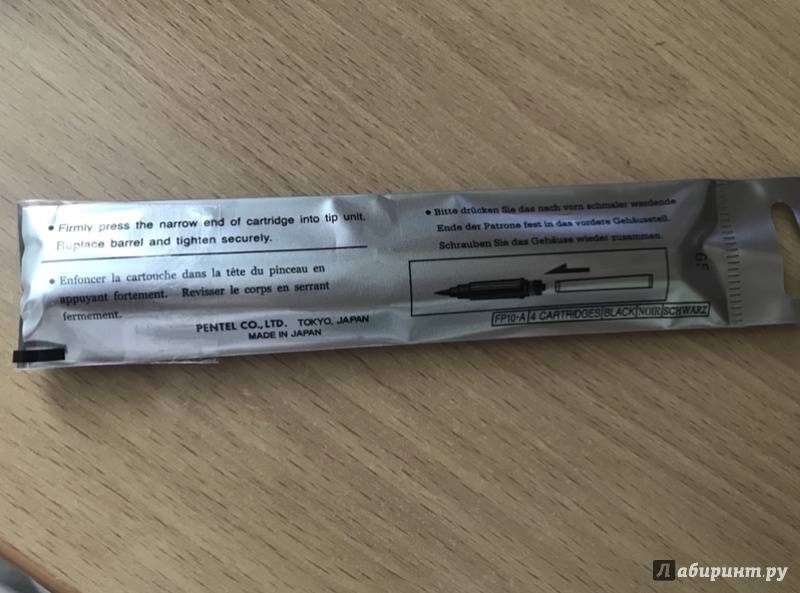 • Firmly press the narrow end of cartridge into tip unit.
Replace barrel and tighten securely.
• Enfoncer la cartouche dans la tête du pinceau en
appuyant fortement. Revisser le corps en serrant
fermement.
PENTEL CO., LTD. TOKYO, JAPAN
MADE IN JAPAN
• Bitte drücken Sie das nach vorn schmaler werdende
Ende der Patrone fest in das vordere Gehäuseteil.
Schrauben Sie das Gehäuse wieder zusammen.
FP10-A 4 CARTRIDGES BLACK NOIR SCHWARZ
Лабиринт.ру